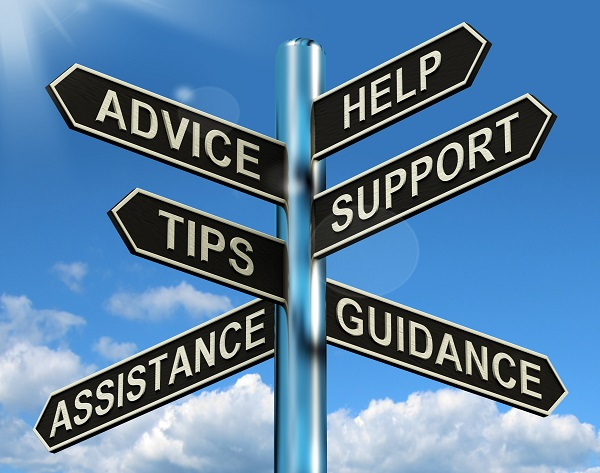 HELP
ADVICE
SUPPORT
TIPS
GUIDANCE
ASSISTANCE